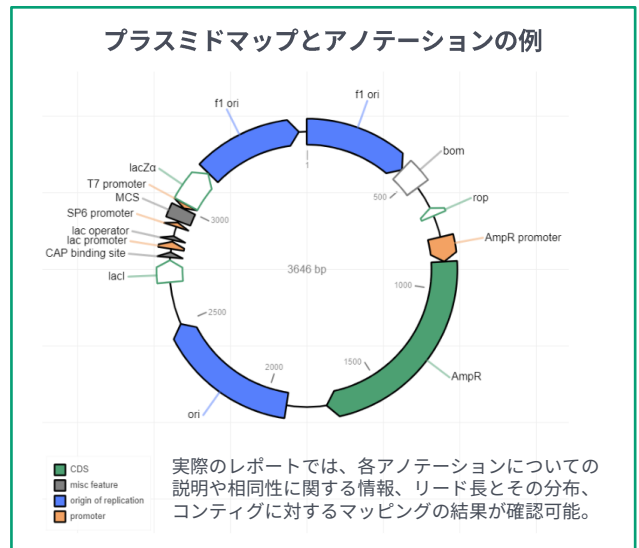 プラスミドマップとアノテーションの例
f1 ori
f1 ori
bom
lacZα
T7 promoter
MCS
SP6 promoter
lac operator
lac promoter
CAP binding site
lacI
1
500
rop
3000
AmpR promoter
3646 bp
1000
2500
1500
2000
AmpR
ori
CDS
misc feature
origin of replication
promoter
実際のレポートでは、各アノテーションについての
説明や相同性に関する情報、リード長とその分布、
コンティグに対するマッピングの結果が確認可能。